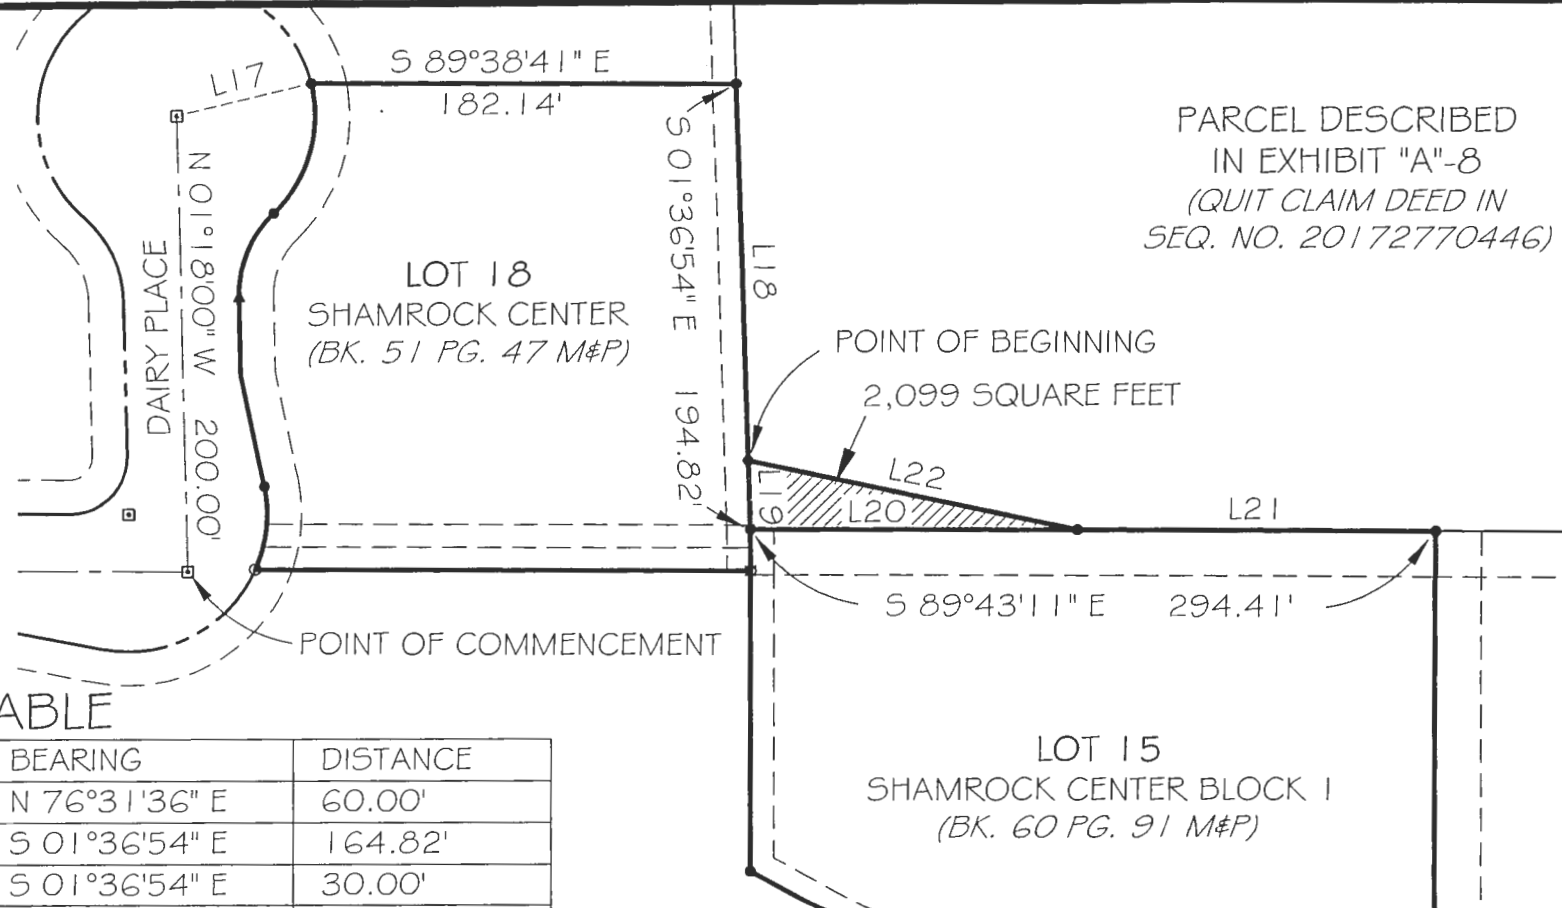 S 89°38'41" E
182.14'
L17
N 01°18'00" W 200.00'
DAIRY PLACE
S 01°36'54" E 194.82'
L18
LOT 18
SHAMROCK CENTER
(BK. 51 PG. 47 M&P)
PARCEL DESCRIBED
IN EXHIBIT "A"-8
(QUIT CLAIM DEED IN
SEQ. NO. 20172770446)
POINT OF BEGINNING
2,099 SQUARE FEET
L19
L22
L20
L21
S 89°43'11" E 294.41'
POINT OF COMMENCEMENT
LOT 15
SHAMROCK CENTER BLOCK 1
(BK. 60 PG. 91 M&P)
ABLE
BEARING DISTANCE
N 76°31'36" E 60.00'
S 01°36'54" E 164.82'
S 01°36'54" E 30.00'